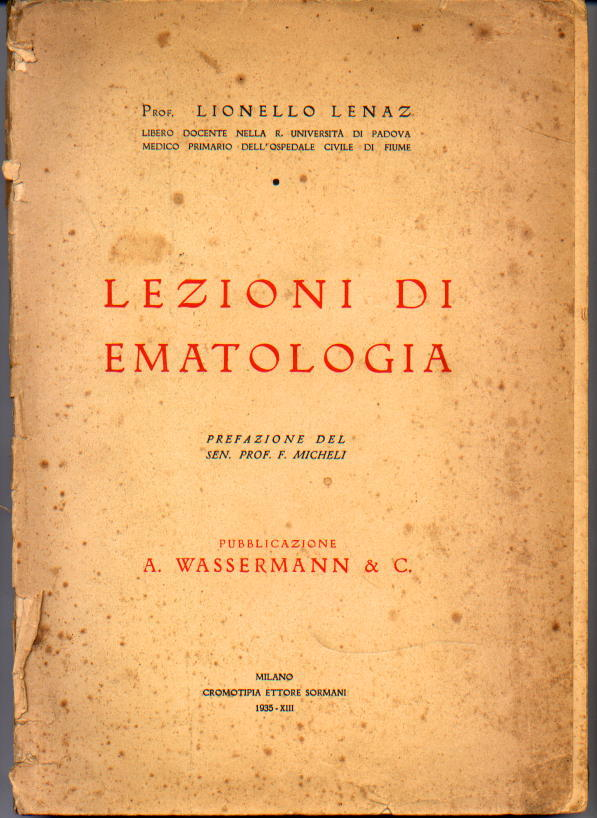 PROF. LIONELLO LENAZ
LIBERO DOCENTE NELLA R. UNIVERSITÀ DI PADOVA
MEDICO PRIMARIO DELL'OSPEDALE CIVILE DI FIUME
LEZIONI DI
EMATOLOGIA
PREFAZIONE DEL
SEN. PROF. F. MICHELI
PUBBLICAZIONE
A. WASSERMANN & C.
MILANO
CROMOTIPIA ETTORE SORMANI
1935 - XIII